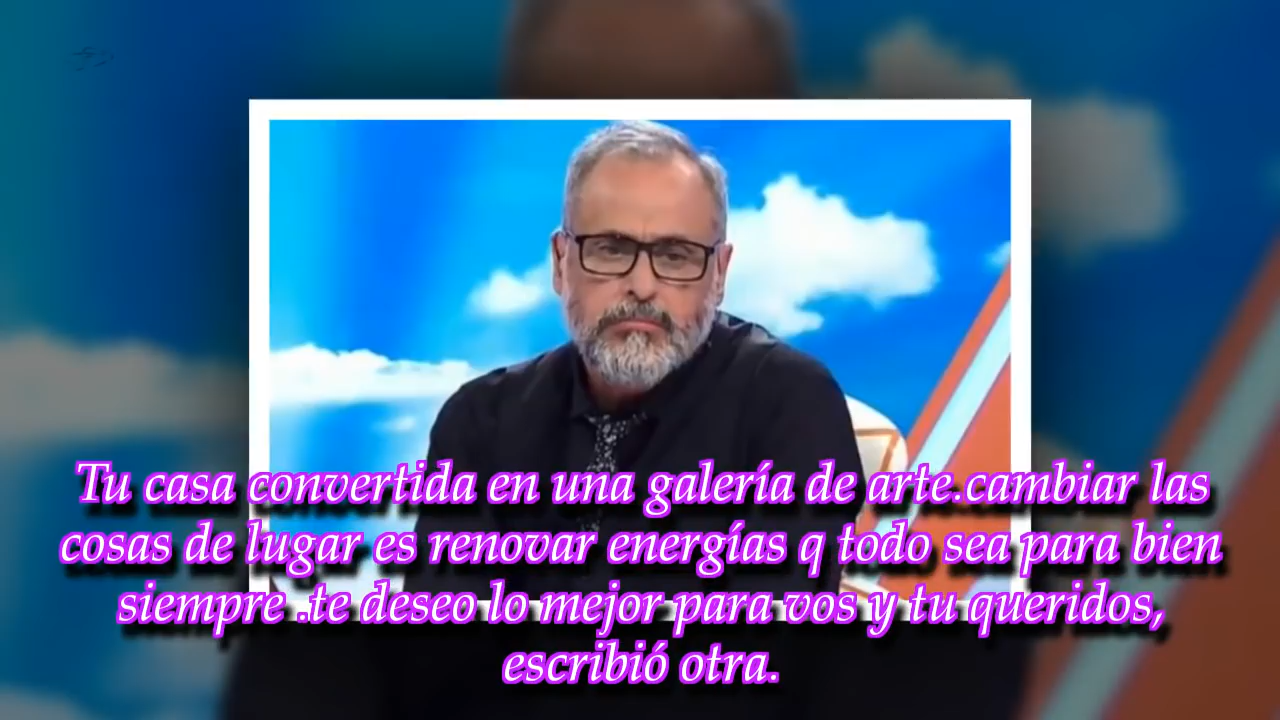 Tu casa convertida en una galería de arte.cambiar las
cosas de lugar es renovar energías q todo sea para bien
siempre .te deseo lo mejor para vos y tu queridos,
escribió otra.